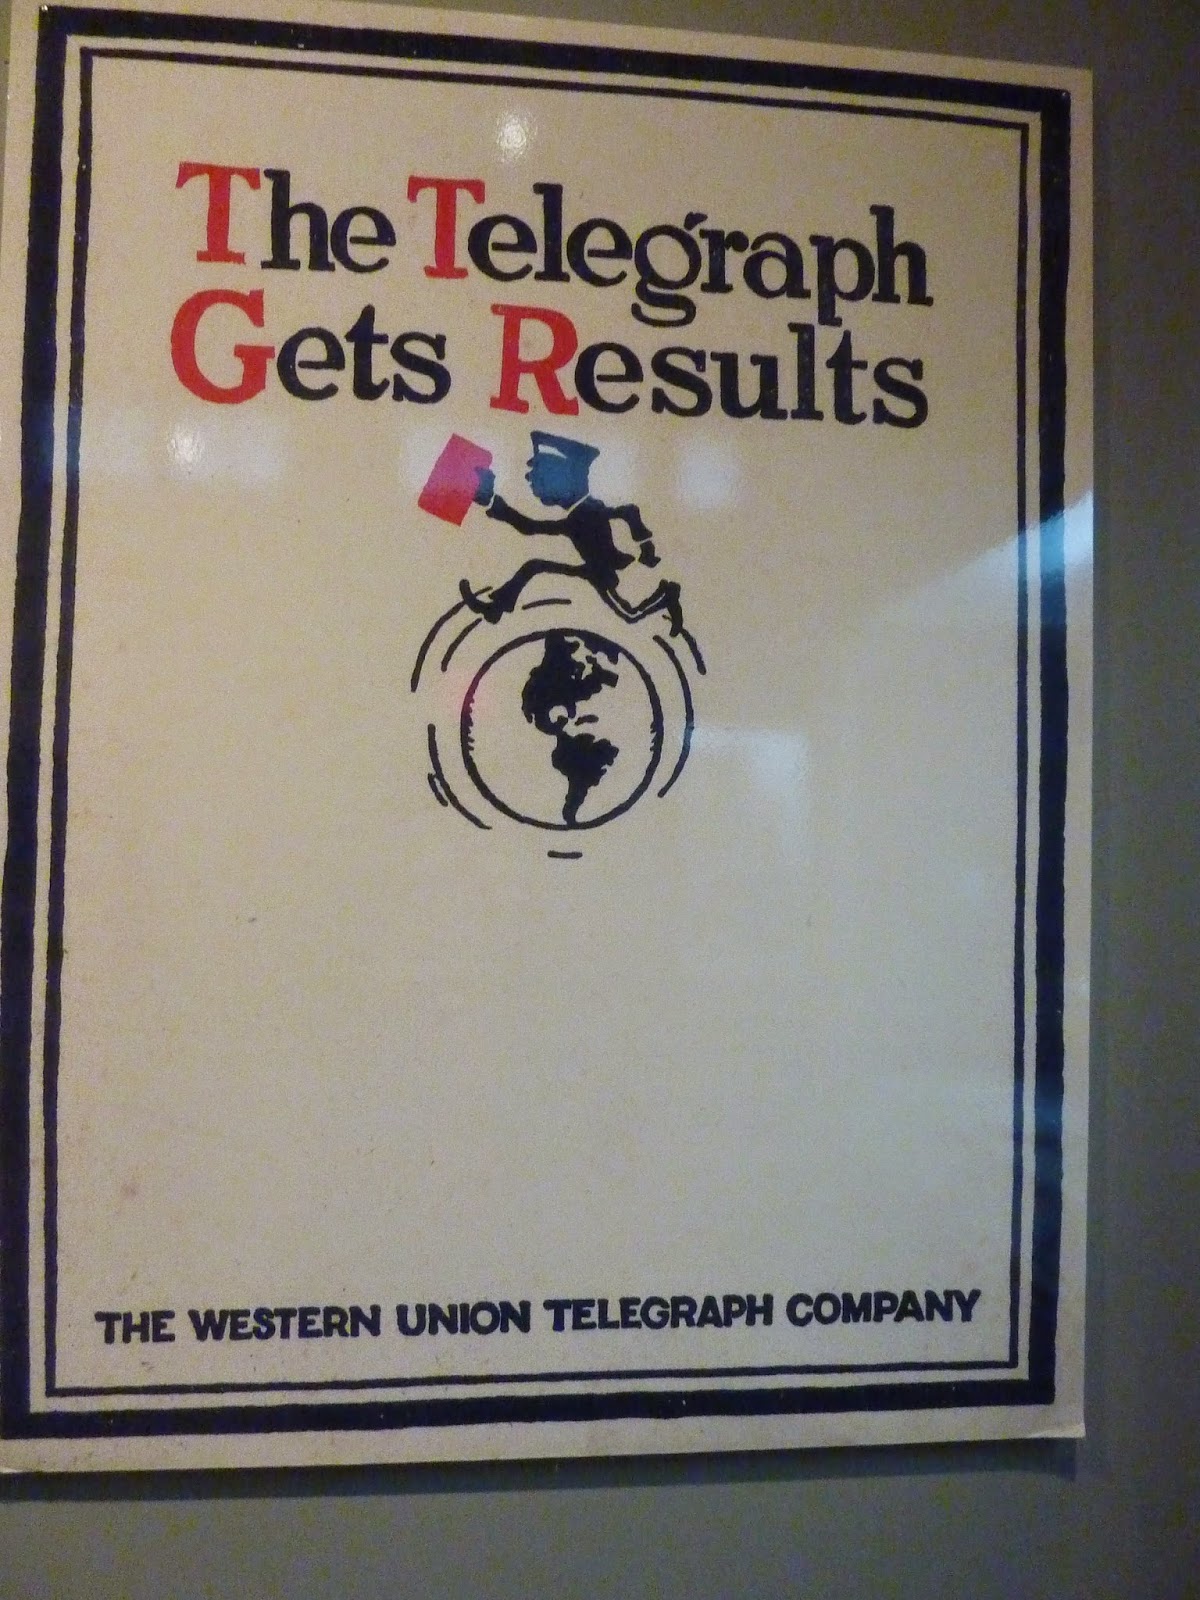 The Telegraph
Gets Results
THE WESTERN UNION TELEGRAPH COMPANY